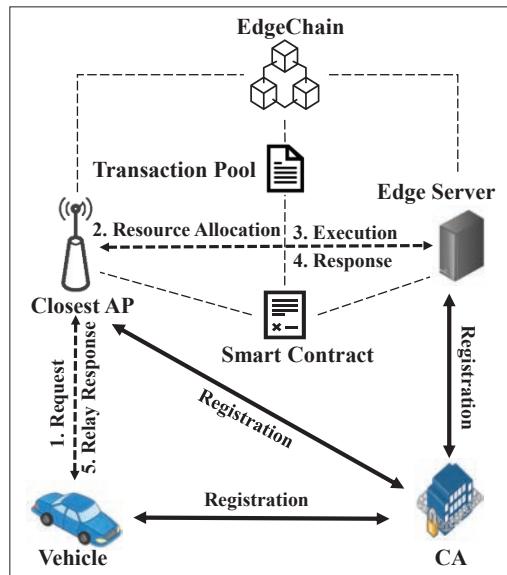 EdgeChain
Transaction Pool
Edge Server
2. Resource Allocation
3. Execution
4. Response
Closest AP
Smart Contract
1. Request
5. Relay Response
Registration
Registration
Registration
Vehicle
CA